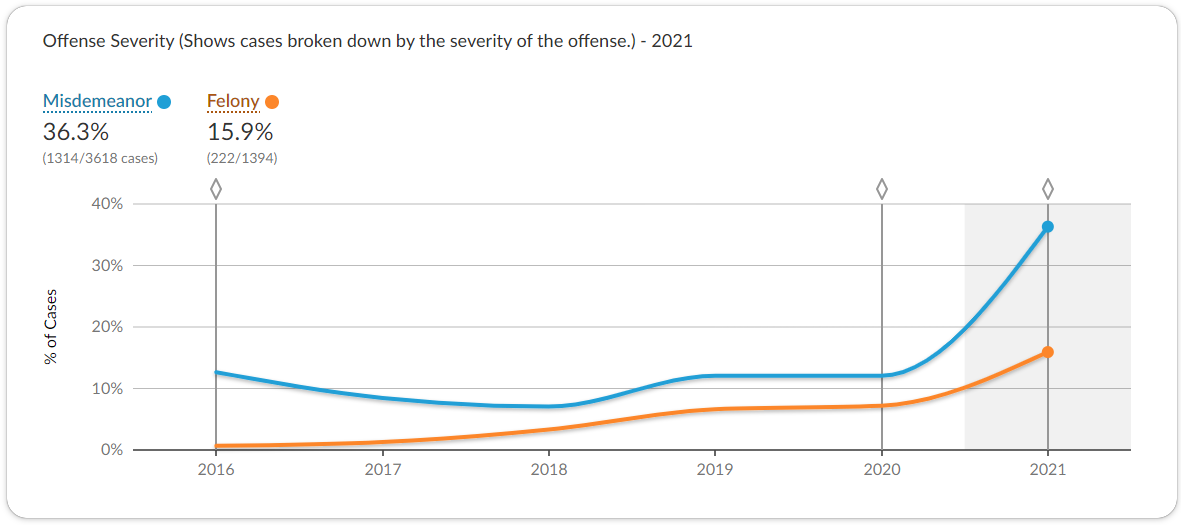 Offense Severity (Shows cases broken down by the severity of the offense.) - 2021
Misdemeanor Felony
36.3% 15.9%
(1314/3618 cases) (222/1394)
40%
30%
20%
10%
0%
% of Cases
2016 2017 2018 2019 2020 2021